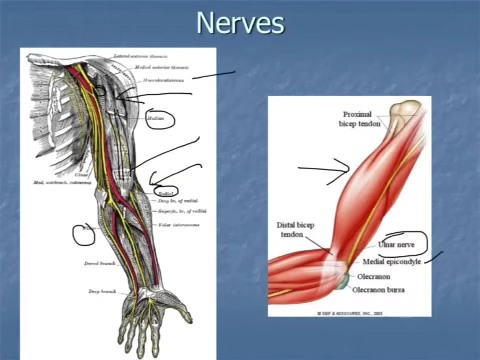 Nerves
Lateral anterior thoracic
Medial anterior thoracic
Musculocutaneous
Median
Ulnar
Radial
Deep br. of radial
Superfic. br. of radial
Volar interosseous
Dorsal branch
Deep branch
Proximal
bicep tendon
Distal bicep
tendon
Ulnar nerve
Medial epicondyle
Olecranon
Olecranon bursa